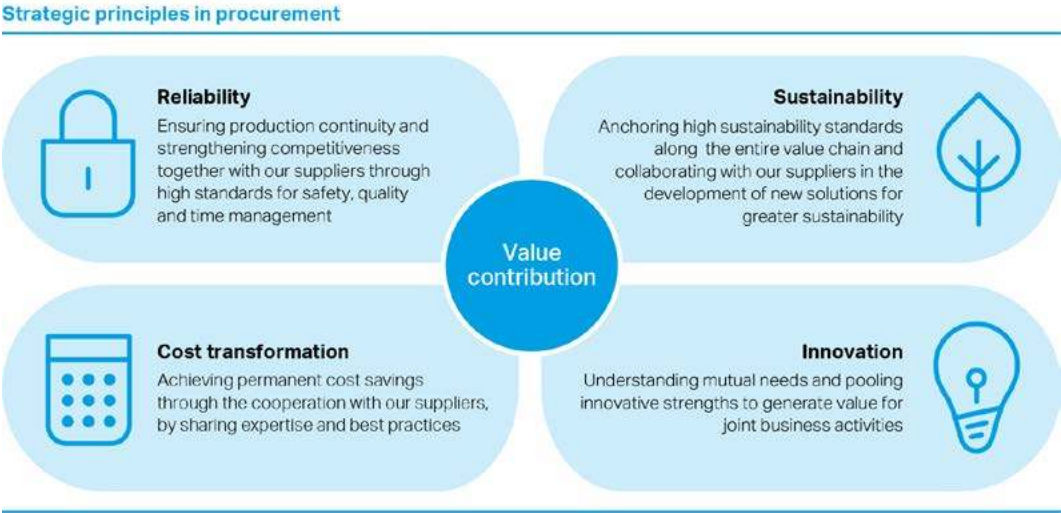 Strategic principles in procurement
Reliability
Ensuring production continuity and
strengthening competitiveness
together with our suppliers through
high standards for safety, quality
and time management
Sustainability
Anchoring high sustainability standards
along the entire value chain and
collaborating with our suppliers in the
development of new solutions for
greater sustainability
Value
contribution
Cost transformation
Achieving permanent cost savings
through the cooperation with our suppliers,
by sharing expertise and best practices
Innovation
Understanding mutual needs and pooling
innovative strengths to generate value for
joint business activities